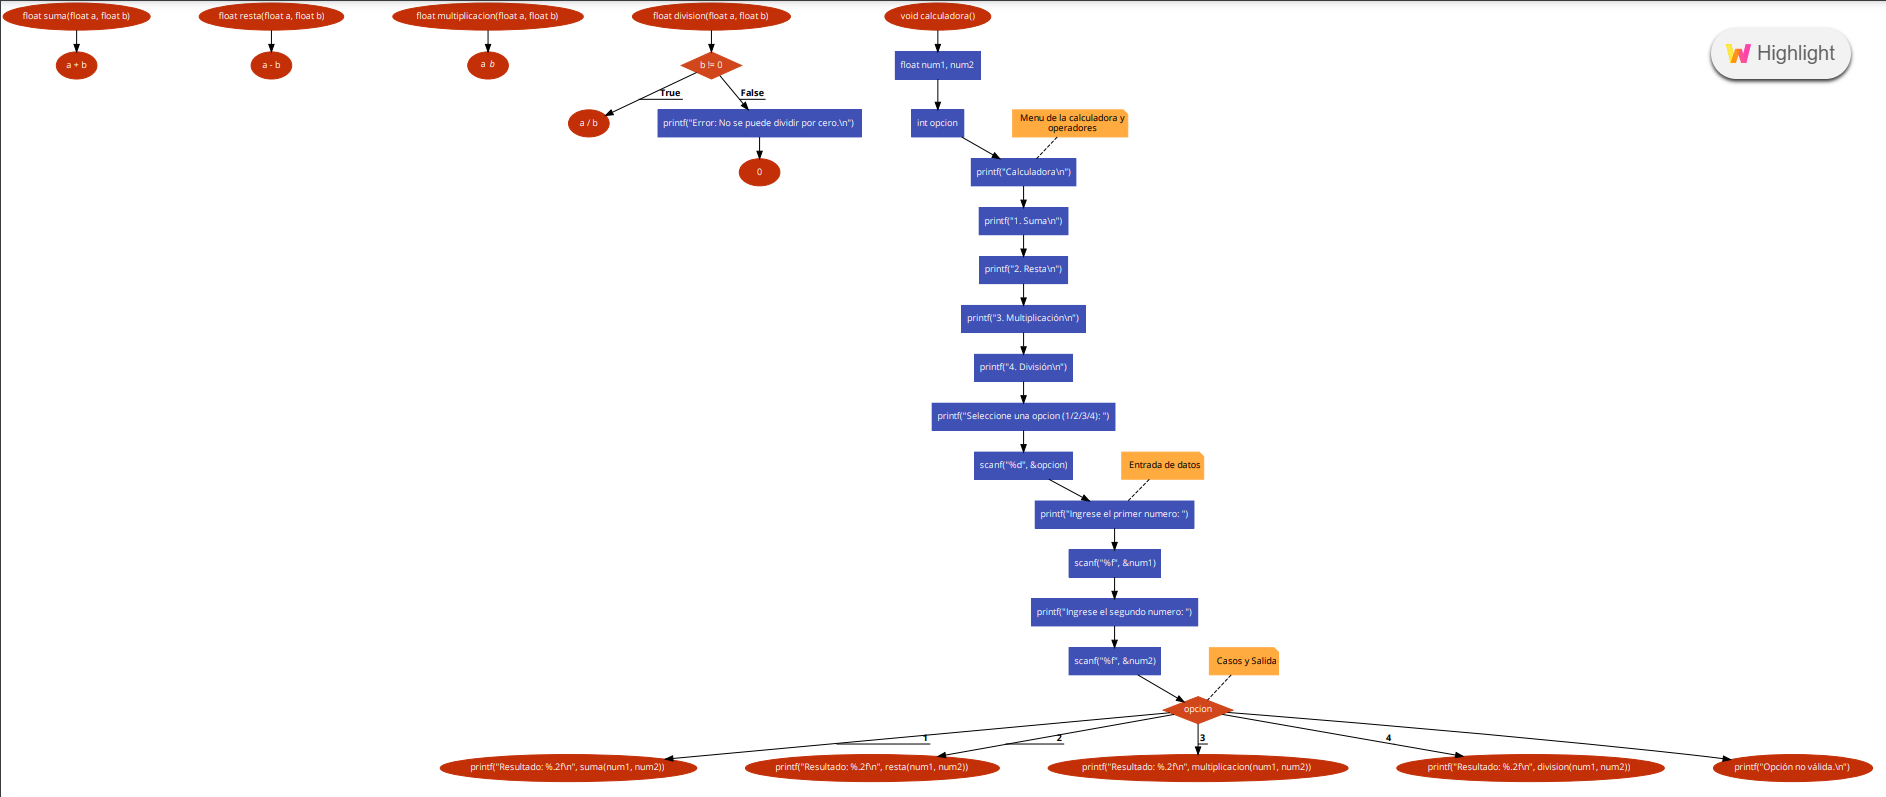 float suma(float a, float b)
float resta(float a, float b)
float multiplicacion(float a, float b)
float division(float a, float b)
void calculadora()
Highlight
a + b
a - b
a b
b != 0
float num1, num2
True
False
a / b
printf("Error: No se puede dividir por cero.\n")
int opcion
Menu de la calculadora y
operadores
0
printf("Calculadora\n")
printf("1. Suma\n")
printf("2. Resta\n")
printf("3. Multiplicación\n")
printf("4. División\n")
printf("Seleccione una opcion (1/2/3/4): ")
scanf("%d", &opcion)
Entrada de datos
printf("Ingrese el primer numero: ")
scanf("%f", &num1)
printf("Ingrese el segundo numero: ")
scanf("%f", &num2)
Casos y Salida
opcion
1
2
3
4
printf("Resultado: %.2f\n", suma(num1, num2))
printf("Resultado: %.2f\n", resta(num1, num2))
printf("Resultado: %.2f\n", multiplicacion(num1, num2))
printf("Resultado: %.2f\n", division(num1, num2))
printf("Opción no válida.\n")